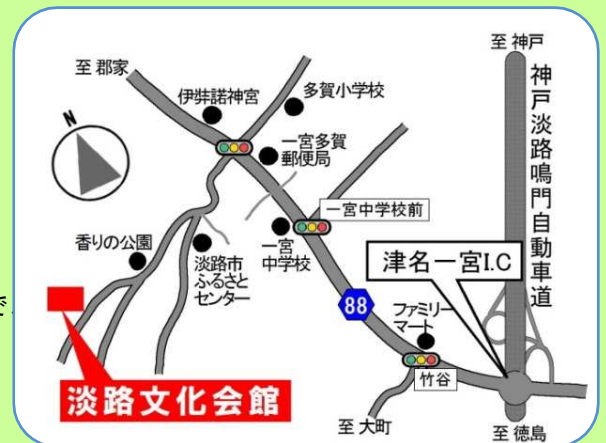 至 神戸
至 郡家
伊弉諾神宮
多賀小学校
神戸淡路鳴門自動車道
N
一宮多賀
郵便局
一宮中学校前
香りの公園
淡路市
ふるさと
センター
一宮
中学校
津名一宮I.C
88
ファミリー
マート
で
竹谷
淡路文化会館
至 大町
至 徳島